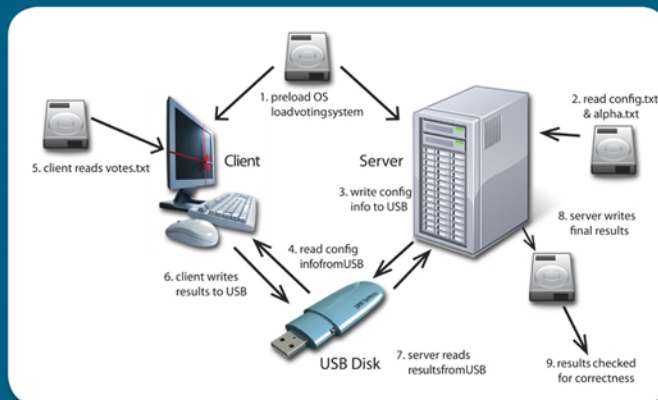 1. preload OS
loadvotingsystem
2. read config.txt
& alpha.txt
Client
Server
5. client reads votes.txt
3. write config
info to USB
8. server writes
final results
4. read config
infofromUSB
6. client writes
results to USB
USB Disk
7. server reads
resultsfromUSB
9. results checked
for correctness